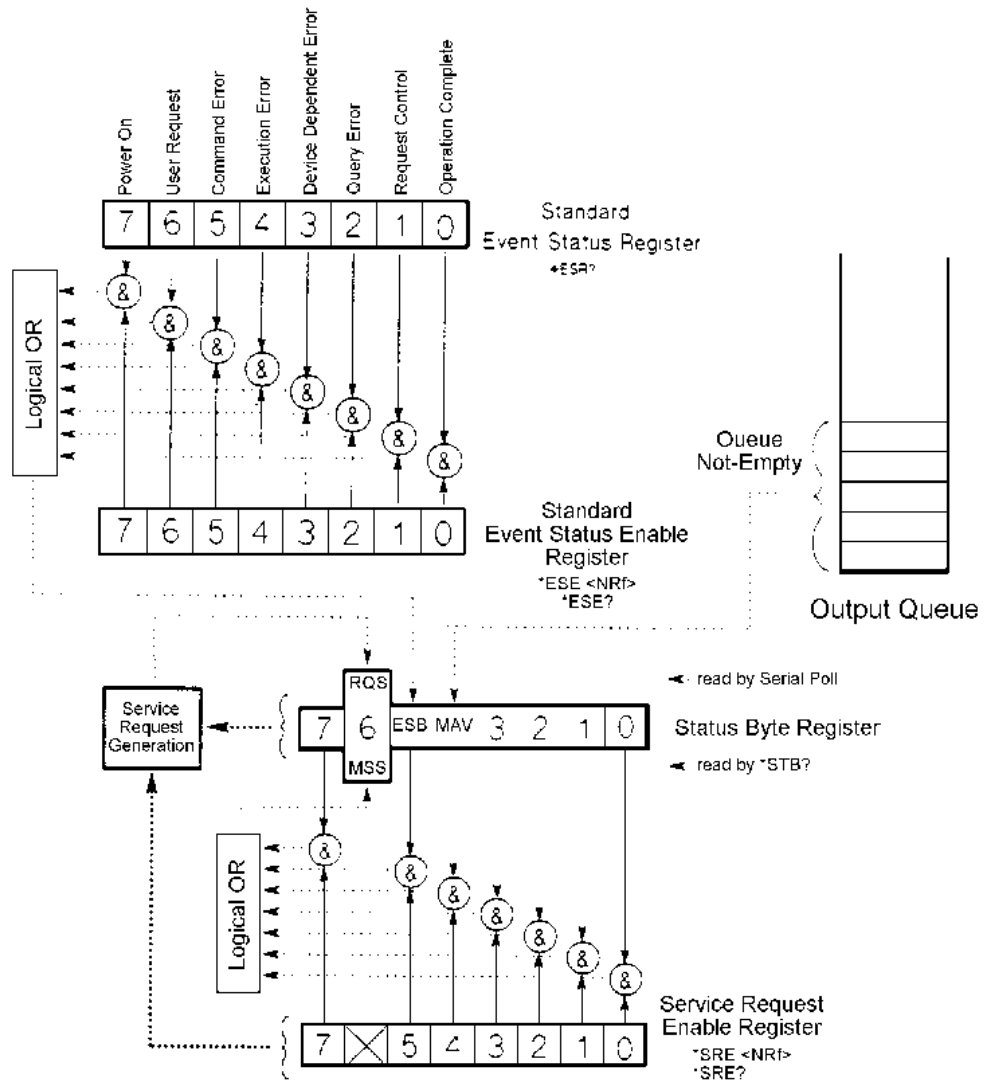 Power On
User Request
Command Error
Execution Error
Device Dependent Error
Query Error
Request Control
Operation Complete
7 6 5 4 3 2 1 0
Standard
Event Status Register
*ESR?
& & & & & & & &
Logical OR
7 6 5 4 3 2 1 0
Standard
Event Status Enable
Register
*ESE <NRf>
*ESE?
Queue
Not-Empty
Output Queue
Service
Request
Generation
RQS
7 6 ESB MAV 3 2 1 0
MSS
read by Serial Poll
Status Byte Register
read by *STB?
& & & & & & &
Logical OR
7 5 4 3 2 1 0
Service Request
Enable Register
*SRE <NRf>
*SRE?